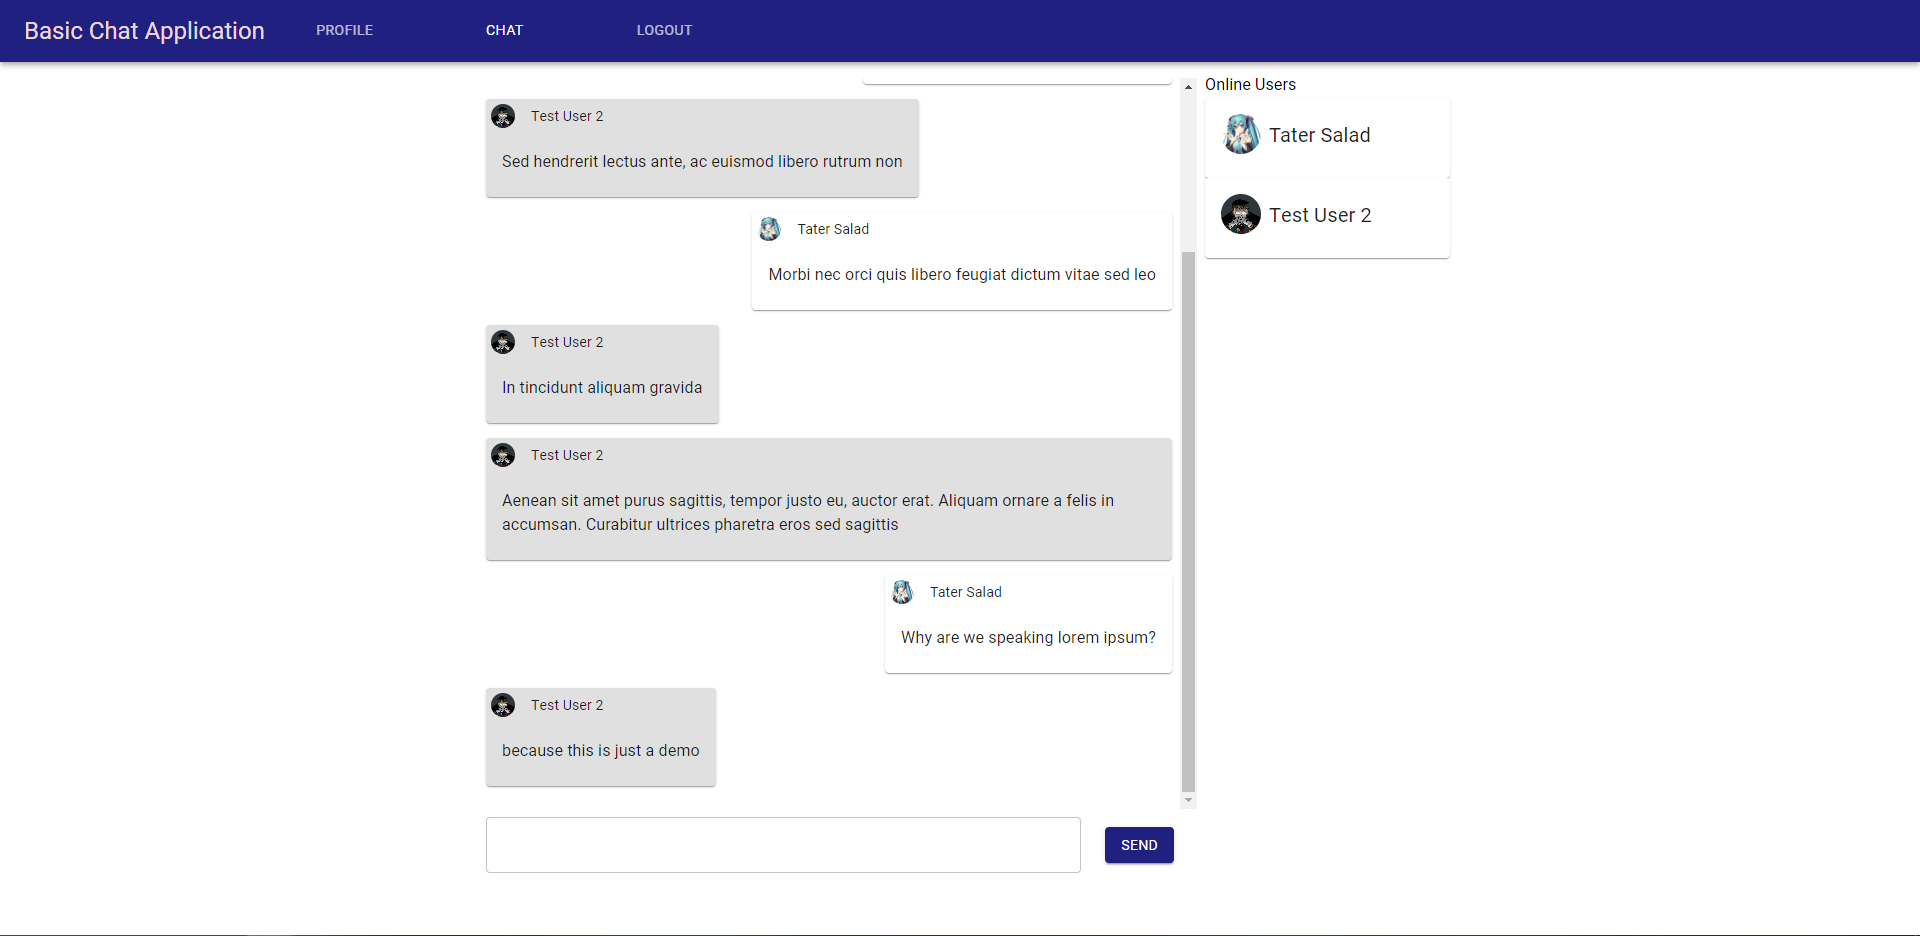 Basic Chat Application
PROFILE
CHAT
LOGOUT
Test User 2
Sed hendrerit lectus ante, ac euismod libero rutrum non
Tater Salad
Morbi nec orci quis libero feugiat dictum vitae sed leo
Test User 2
In tincidunt aliquam gravida
Test User 2
Aenean sit amet purus sagittis, tempor justo eu, auctor erat. Aliquam ornare a felis in
accumsan. Curabitur ultrices pharetra eros sed sagittis
Tater Salad
Why are we speaking lorem ipsum?
Test User 2
because this is just a demo
SEND
Online Users
Tater Salad
Test User 2